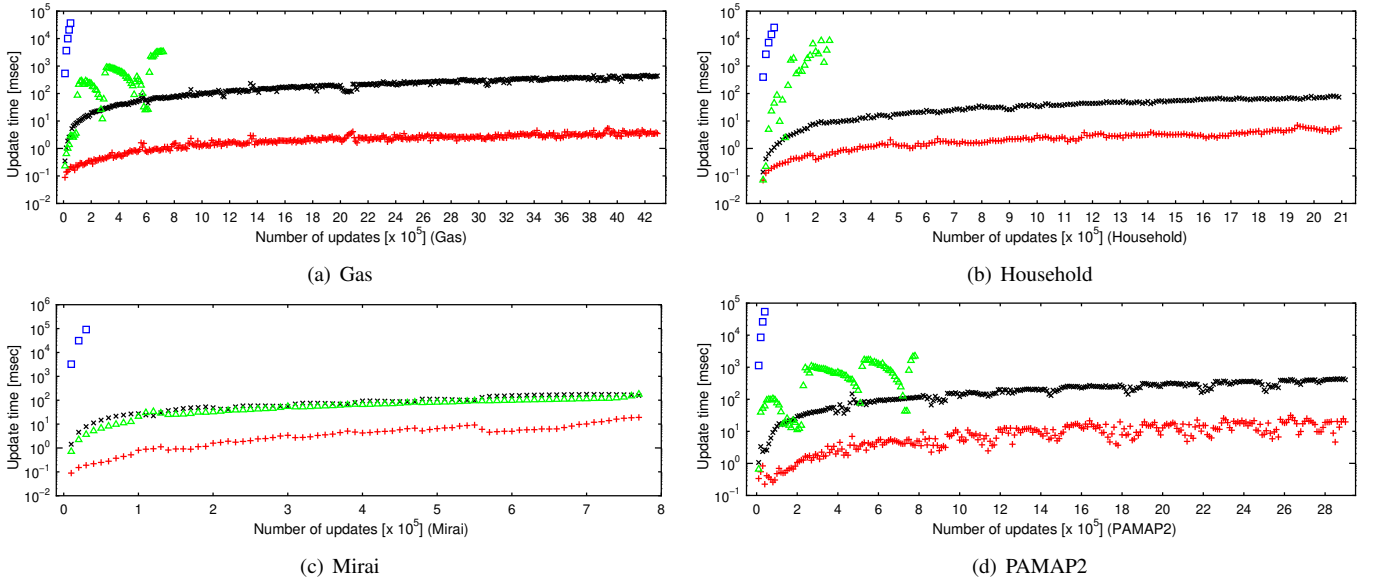 10^5
10^4
10^3
10^2
10^1
10^0
10^-1
10^-2
Update time [msec]
0 2 4 6 8 10 12 14 16 18 20 22 24 26 28 30 32 34 36 38 40 42
Number of updates [x 10^5] (Gas)
(a) Gas
10^5
10^4
10^3
10^2
10^1
10^0
10^-1
10^-2
Update time [msec]
0 1 2 3 4 5 6 7 8 9 10 11 12 13 14 15 16 17 18 19 20 21
Number of updates [x 10^5] (Household)
(b) Household
10^6
10^5
10^4
10^3
10^2
10^1
10^0
10^-1
10^-2
Update time [msec]
0 1 2 3 4 5 6 7 8
Number of updates [x 10^5] (Mirai)
(c) Mirai
10^5
10^4
10^3
10^2
10^1
10^0
10^-1
Update time [msec]
0 2 4 6 8 10 12 14 16 18 20 22 24 26 28
Number of updates [x 10^5] (PAMAP2)
(d) PAMAP2